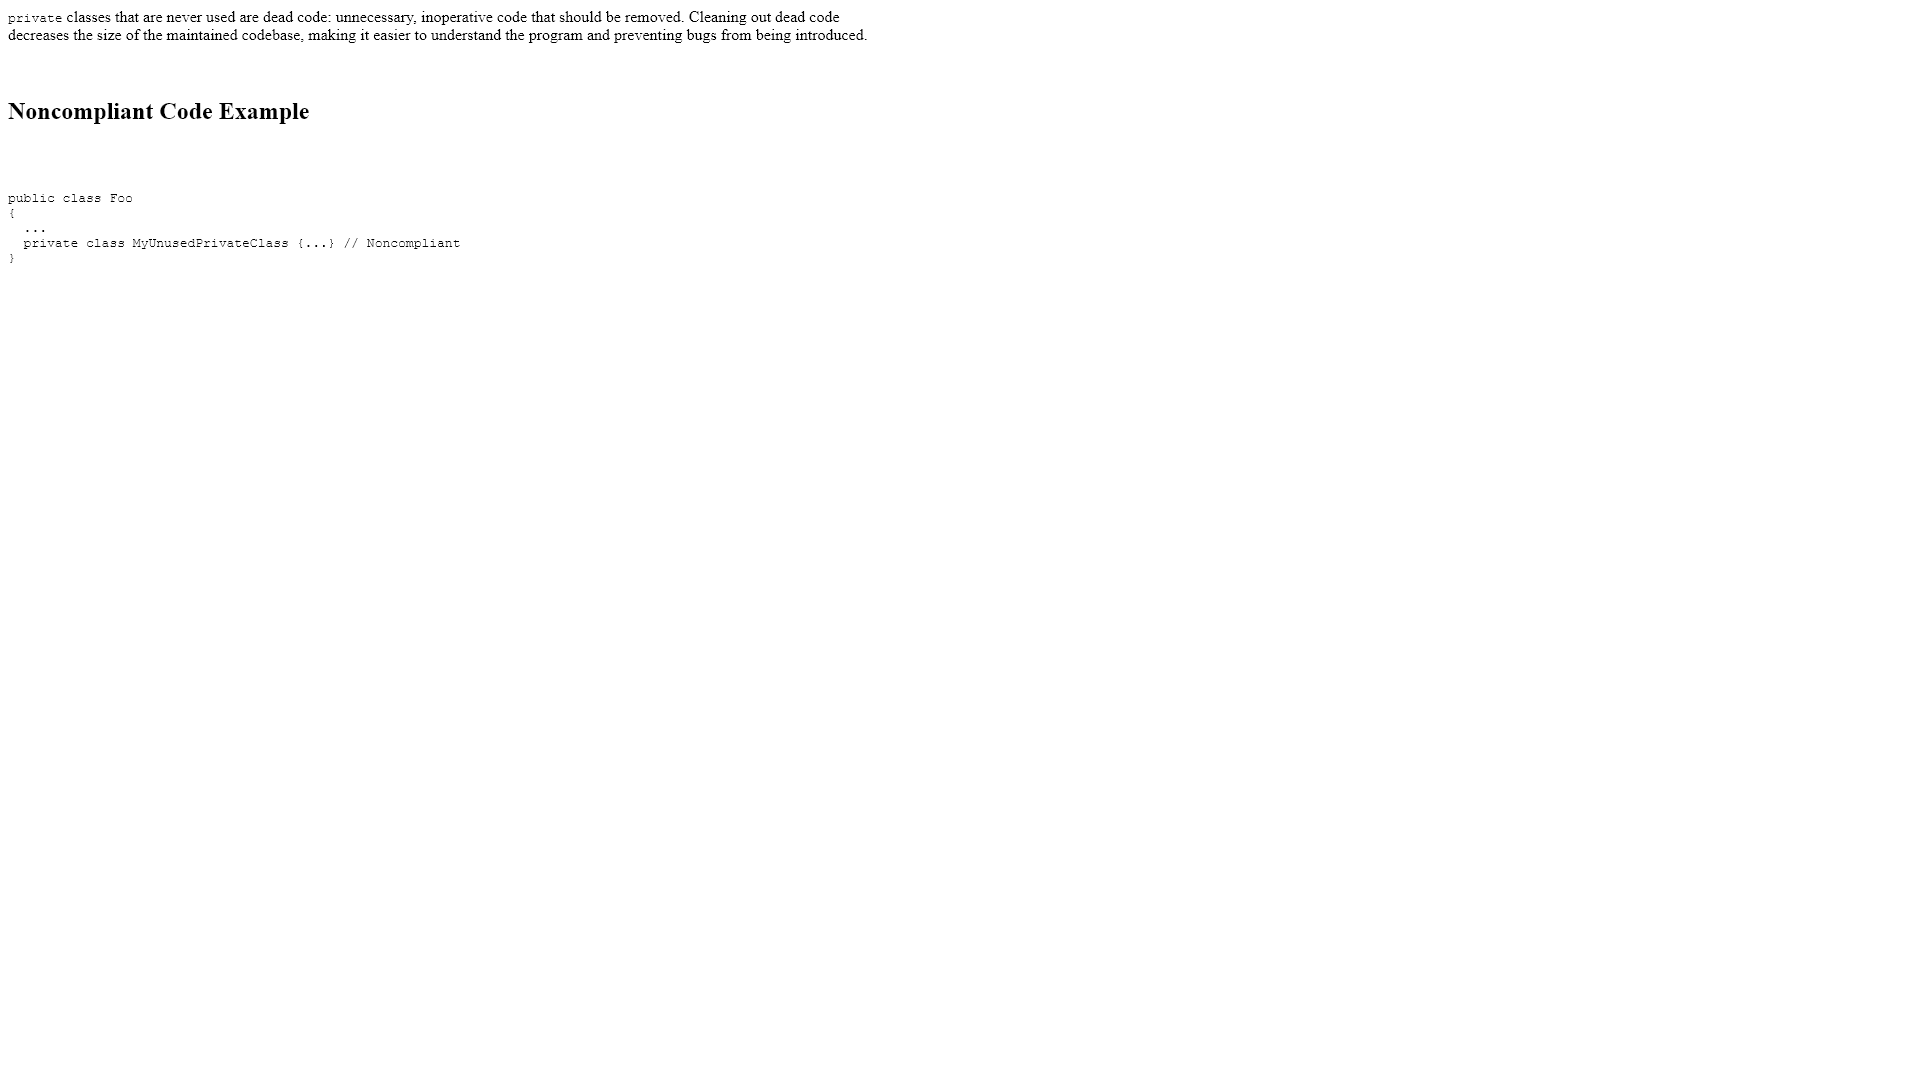 private classes that are never used are dead code: unnecessary, inoperative code that should be removed. Cleaning out dead code
decreases the size of the maintained codebase, making it easier to understand the program and preventing bugs from being introduced.
Noncompliant Code Example
public class Foo
{
  ...
  private class MyUnusedPrivateClass {...} // Noncompliant
}